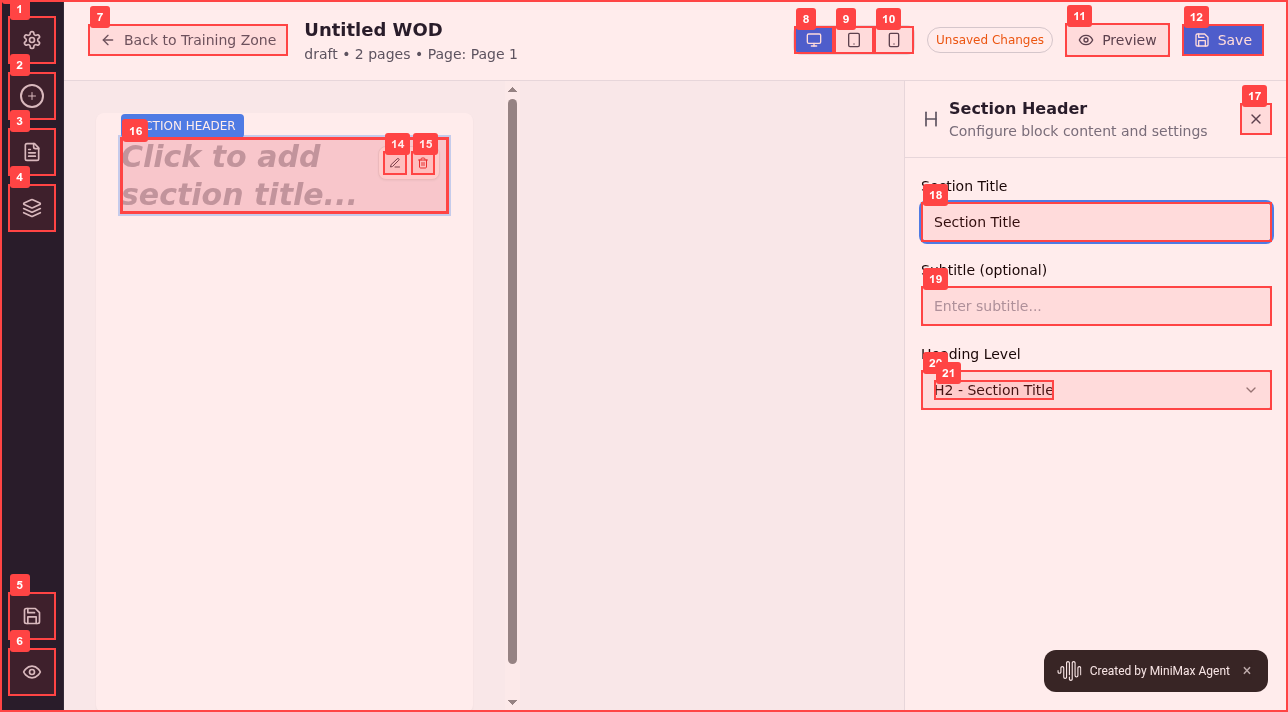 1
2
3
4
5
6
7
← Back to Training Zone
Untitled WOD
draft • 2 pages • Page: Page 1
8
9
10
Unsaved Changes
11
Preview
12
Save
16
CTION HEADER
Click to add
section title...
14
15
Section Header
Configure block content and settings
17
Section Title
18
Section Title
Subtitle (optional)
19
Enter subtitle...
Heading Level
20
21
H2 - Section Title
Created by MiniMax Agent